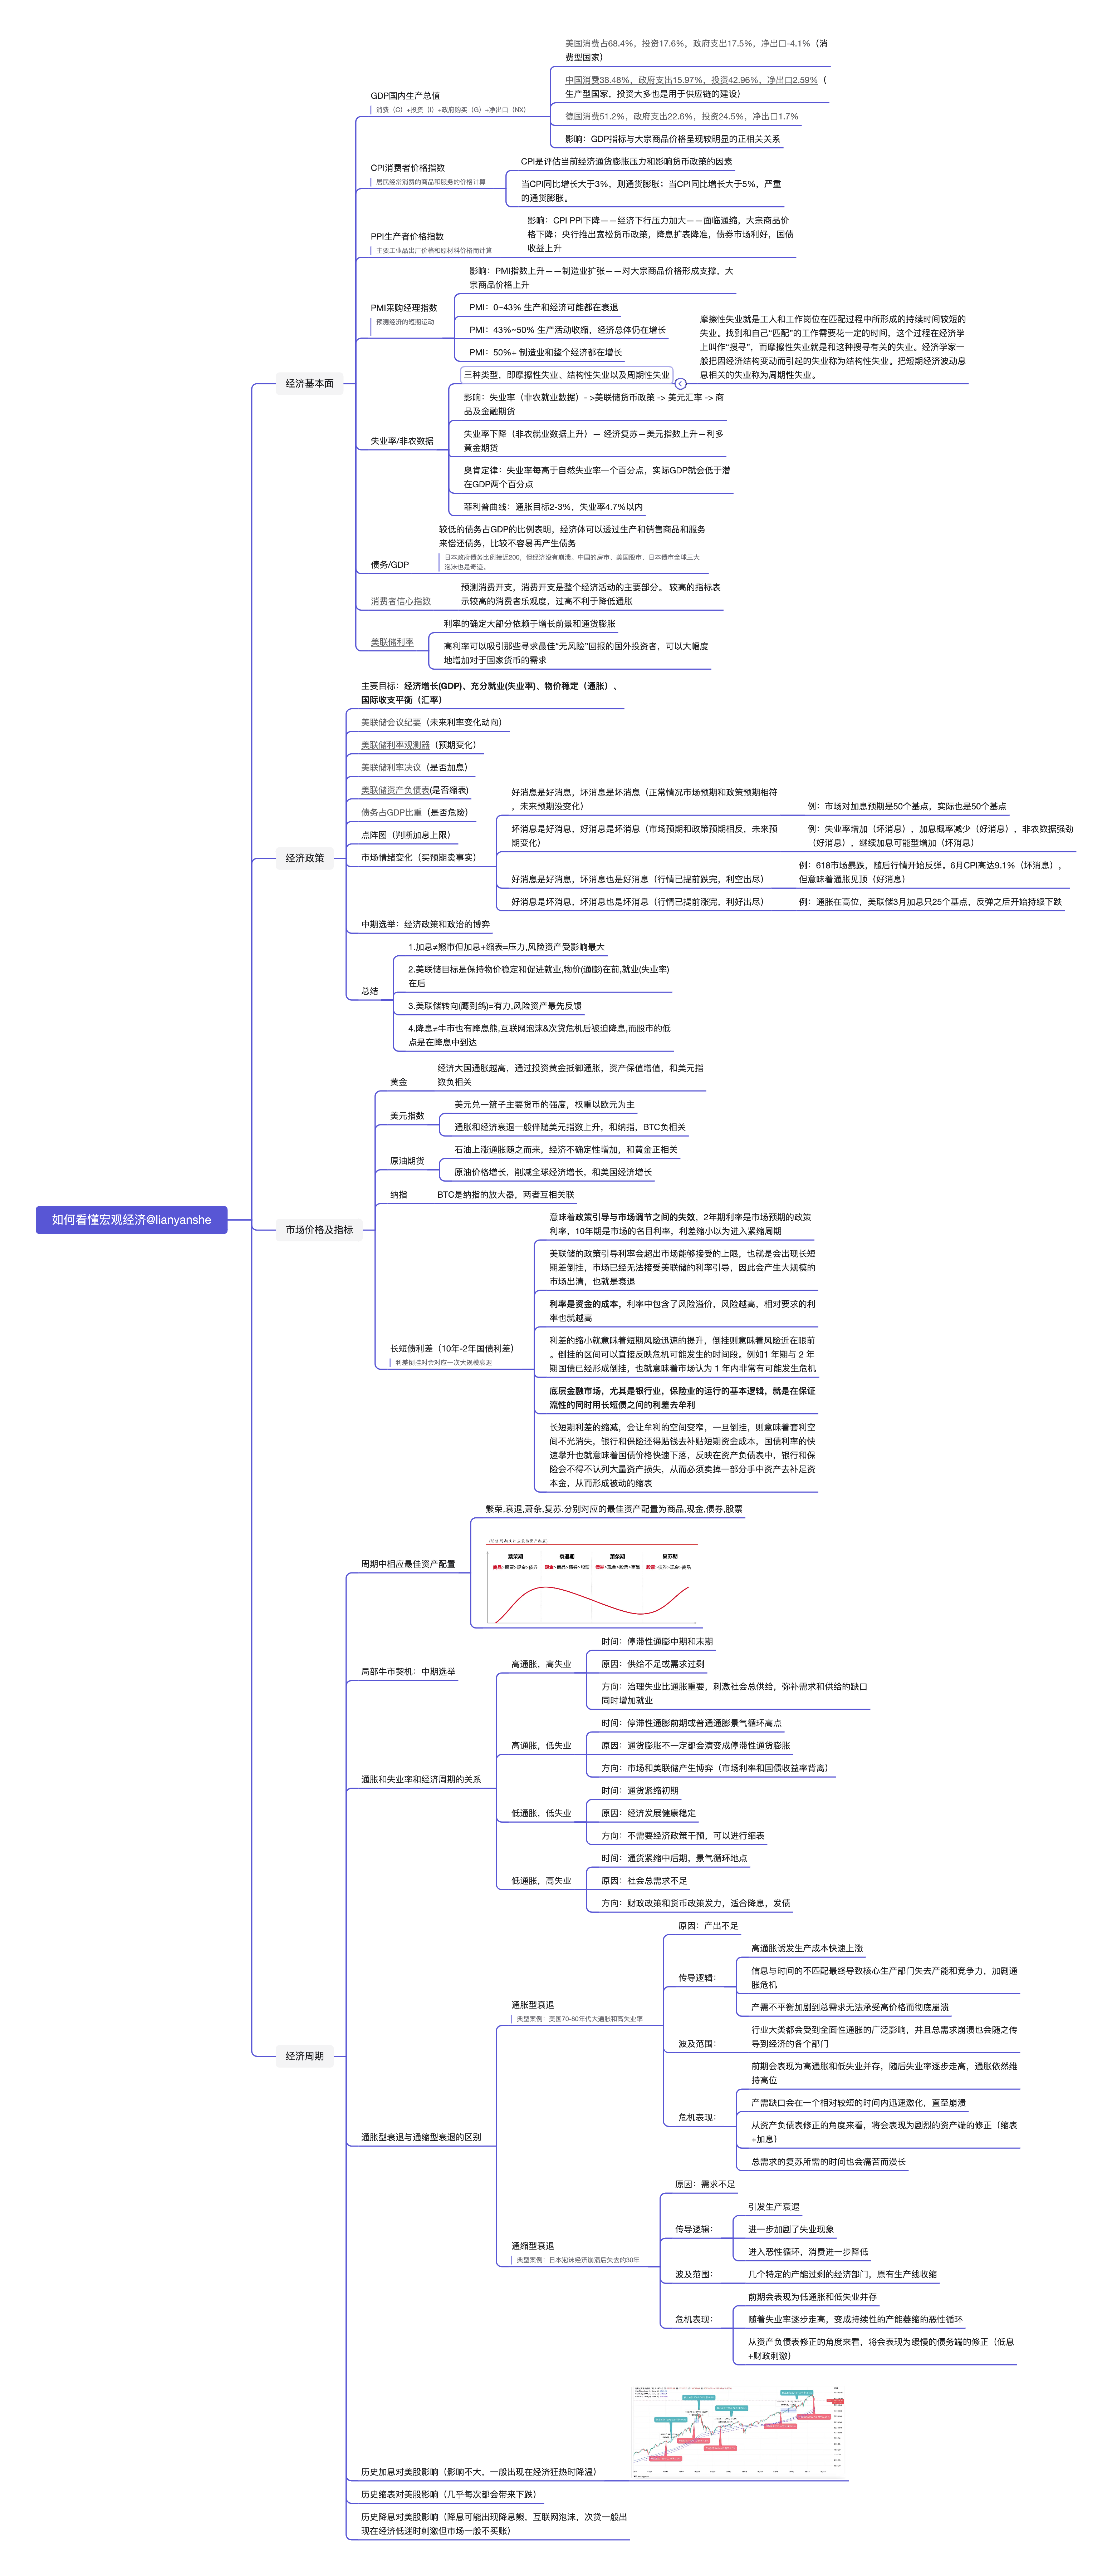 美国消费占68.4%，投资17.6%，政府支出17.5%，净出口-4.1%（消
费型国家）
中国消费38.48%，政府支出15.97%，投资42.96%，净出口2.59%（
生产型国家，投资大多也是用于供应链的建设）
GDP国内生产总值
消费（C）+投资（I）+政府购买（G）+净出口（NX）
德国消费51.2%，政府支出22.6%，投资24.5%，净出口1.7%
影响：GDP指标与大宗商品价格呈现较明显的正相关关系
CPI消费者价格指数
居民经常消费的商品和服务的价格计算
CPI是评估当前经济通货膨胀压力和影响货币政策的因素
当CPI同比增长大于3%，则通货膨胀；当CPI同比增长大于5%，严重
的通货膨胀。
PPI生产者价格指数
主要工业品出厂价格和原材料价格而计算
影响：CPI PPI下降——经济下行压力加大——面临通缩，大宗商品价
格下降；央行推出宽松货币政策，降息扩表降准，债券市场利好，国债
收益上升
PMI采购经理指数
预测经济的短期运动
影响：PMI指数上升——制造业扩张——对大宗商品价格形成支撑，大
宗商品价格上升
PMI：0~43% 生产和经济可能都在衰退
PMI：43%~50% 生产活动收缩，经济总体仍在增长
PMI：50%+ 制造业和整个经济都在增长
经济基本面
失业率/非农数据
三种类型，即摩擦性失业、结构性失业以及周期性失业
摩擦性失业就是工人和工作岗位在匹配过程中所形成的持续时间较短的
失业。找到和自己“匹配”的工作需要花一定的时间，这个过程在经济学
上叫作“搜寻”，而摩擦性失业就是和这种搜寻有关的失业。经济学家一
般把因经济结构变动而引起的失业称为结构性失业。把短期经济波动息
息相关的失业称为周期性失业。
影响：失业率（非农就业数据）- >美联储货币政策 -> 美元汇率 -> 商
品及金融期货
失业率下降（非农就业数据上升）— 经济复苏—美元指数上升—利多
黄金期货
奥肯定律：失业率每高于自然失业率一个百分点，实际GDP就会低于潜
在GDP两个百分点
菲利普曲线：通胀目标2-3%，失业率4.7%以内
债务/GDP
较低的债务占GDP的比例表明，经济体可以透过生产和销售商品和服务
来偿还债务，比较不容易再产生债务
日本政府债务比例接近200，但经济没有崩溃。中国的房市、美国股市、日本债市全球三大
泡沫也是奇迹。
消费者信心指数
预测消费开支，消费开支是整个经济活动的主要部分。 较高的指标表
示较高的消费者乐观度，过高不利于降低通胀
美联储利率
利率的确定大部分依赖于增长前景和通货膨胀
高利率可以吸引那些寻求最佳“无风险”回报的国外投资者，可以大幅度
地增加对于国家货币的需求
主要目标：经济增长(GDP)、充分就业(失业率)、物价稳定（通胀）、
国际收支平衡（汇率）
美联储会议纪要（未来利率变化动向）
美联储利率观测器（预期变化）
美联储利率决议（是否加息）
美联储资产负债表(是否缩表)
债务占GDP比重（是否危险）
点阵图（判断加息上限）
经济政策
市场情绪变化（买预期卖事实）
好消息是好消息，坏消息是坏消息（正常情况市场预期和政策预期相符
，未来预期没变化）
例：市场对加息预期是50个基点，实际也是50个基点
坏消息是好消息，好消息是坏消息（市场预期和政策预期相反，未来预
期变化）
例：失业率增加（坏消息），加息概率减少（好消息），非农数据强劲
（好消息），继续加息可能型增加（坏消息）
好消息是好消息，坏消息也是好消息（行情已提前跌完，利空出尽）
例：618市场暴跌，随后行情开始反弹。6月CPI高达9.1%（坏消息），
但意味着通胀见顶（好消息）
好消息是坏消息，坏消息也是坏消息（行情已提前涨完，利好出尽）
例：通胀在高位，美联储3月加息只25个基点，反弹之后开始持续下跌
中期选举：经济政策和政治的博弈
总结
1.加息≠熊市但加息+缩表=压力,风险资产受影响最大
2.美联储目标是保持物价稳定和促进就业,物价(通膨)在前,就业(失业率)
在后
3.美联储转向(鹰到鸽)=有力,风险资产最先反馈
4.降息≠牛市也有降息熊,互联网泡沫&次贷危机后被迫降息,而股市的低
点是在降息中到达
如何看懂宏观经济@lianyanshe
市场价格及指标
黄金
经济大国通胀越高，通过投资黄金抵御通胀，资产保值增值，和美元指
数负相关
美元指数
美元兑一篮子主要货币的强度，权重以欧元为主
通胀和经济衰退一般伴随美元指数上升，和纳指，BTC负相关
原油期货
石油上涨通胀随之而来，经济不确定性增加，和黄金正相关
原油价格增长，削减全球经济增长，和美国经济增长
纳指
BTC是纳指的放大器，两者互相关联
长短债利差（10年-2年国债利差）
利差倒挂对会对应一次大规模衰退
意味着政策引导与市场调节之间的失效，2年期利率是市场预期的政策
利率，10年期是市场的名目利率，利差缩小以为进入紧缩周期
美联储的政策引导利率会超出市场能够接受的上限，也就是会出现长短
期差倒挂，市场已经无法接受美联储的利率引导，因此会产生大规模的
市场出清，也就是衰退
利率是资金的成本，利率中包含了风险溢价，风险越高，相对要求的利
率也就越高
利差的缩小就意味着短期风险迅速的提升，倒挂则意味着风险近在眼前
。倒挂的区间可以直接反映危机可能发生的时间段。例如1 年期与 2 年
期国债已经形成倒挂，也就意味着市场认为 1 年内非常有可能发生危机
底层金融市场，尤其是银行业，保险业的运行的基本逻辑，就是在保证
流性的同时用长短债之间的利差去牟利
长短期利差的缩减，会让牟利的空间变窄，一旦倒挂，则意味着套利空
间不光消失，银行和保险还得贴钱去补贴短期资金成本，国债利率的快
速攀升也就意味着国债价格快速下落，反映在资产负债表中，银行和保
险会不得不认列大量资产损失，从而必须卖掉一部分手中资产去补足资
本金，从而形成被动的缩表
经济周期
周期中相应最佳资产配置
繁荣,衰退,萧条,复苏.分别对应的最佳资产配置为商品,现金,债券,股票
繁荣期
衰退期
萧条期
复苏期
商品>股票>现金>债券
现金>商品>债券>股票
债券>现金>股票>商品
股票>债券>现金>商品
局部牛市契机：中期选举
通胀和失业率和经济周期的关系
高通胀，高失业
时间：停滞性通膨中期和末期
原因：供给不足或需求过剩
方向：治理失业比通胀重要，刺激社会总供给，弥补需求和供给的缺口
同时增加就业
高通胀，低失业
时间：停滞性通膨前期或普通通膨景气循环高点
原因：通货膨胀不一定都会演变成停滞性通货膨胀
方向：市场和美联储产生博弈（市场利率和国债收益率背离）
低通胀，低失业
时间：通货紧缩初期
原因：经济发展健康稳定
方向：不需要经济政策干预，可以进行缩表
低通胀，高失业
时间：通货紧缩中后期，景气循环地点
原因：社会总需求不足
方向：财政政策和货币政策发力，适合降息，发债
通胀型衰退与通缩型衰退的区别
通胀型衰退
典型案例：美国70-80年代大通胀和高失业率
原因：产出不足
传导逻辑：
高通胀诱发生产成本快速上涨
信息与时间的不匹配最终导致核心生产部门失去产能和竞争力，加剧通
胀危机
产需不平衡加剧到总需求无法承受高价格而彻底崩溃
波及范围：
行业大类都会受到全面性通胀的广泛影响，并且总需求崩溃也会随之传
导到经济的各个部门
危机表现：
前期会表现为高通胀和低失业并存，随后失业率逐步走高，通胀依然维
持高位
产需缺口会在一个相对较短的时间内迅速激化，直至崩溃
从资产负债表修正的角度来看，将会表现为剧烈的资产端的修正（缩表
+加息）
总需求的复苏所需的时间也会痛苦而漫长
通缩型衰退
典型案例：日本泡沫经济崩溃后失去的30年
原因：需求不足
传导逻辑：
引发生产衰退
进一步加剧了失业现象
进入恶性循环，消费进一步降低
波及范围：
几个特定的产能过剩的经济部门，原有生产线收缩
危机表现：
前期会表现为低通胀和低失业并存
随着失业率逐步走高，变成持续性的产能萎缩的恶性循环
从资产负债表修正的角度来看，将会表现为缓慢的债务端的修正（低息
+财政刺激）
历史加息对美股影响（影响不大，一般出现在经济狂热时降温）
历史缩表对美股影响（几乎每次都会带来下跌）
历史降息对美股影响（降息可能出现降息熊，互联网泡沫，次贷一般出
现在经济低迷时刺激但市场一般不买账）